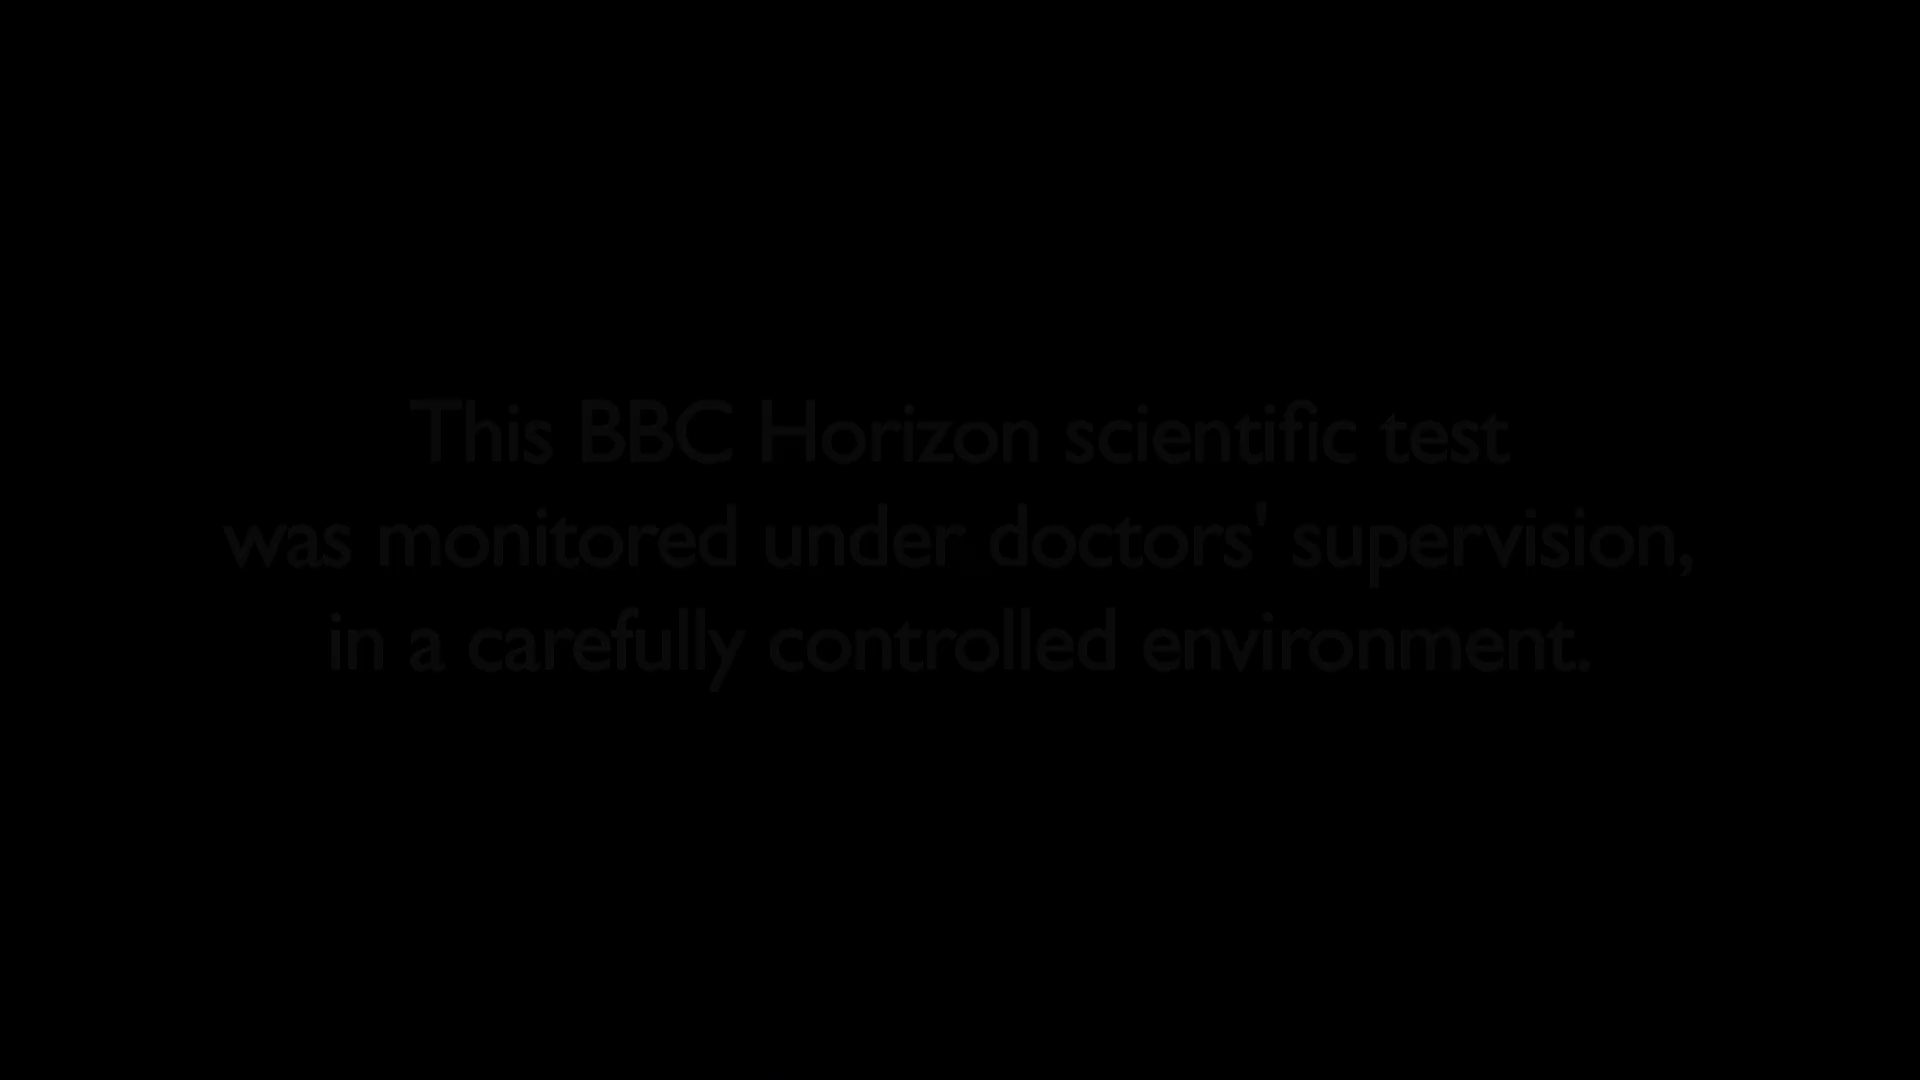 This BBC Horizon scientific test
was monitored under doctors' supervision,
in a carefully controlled environment.